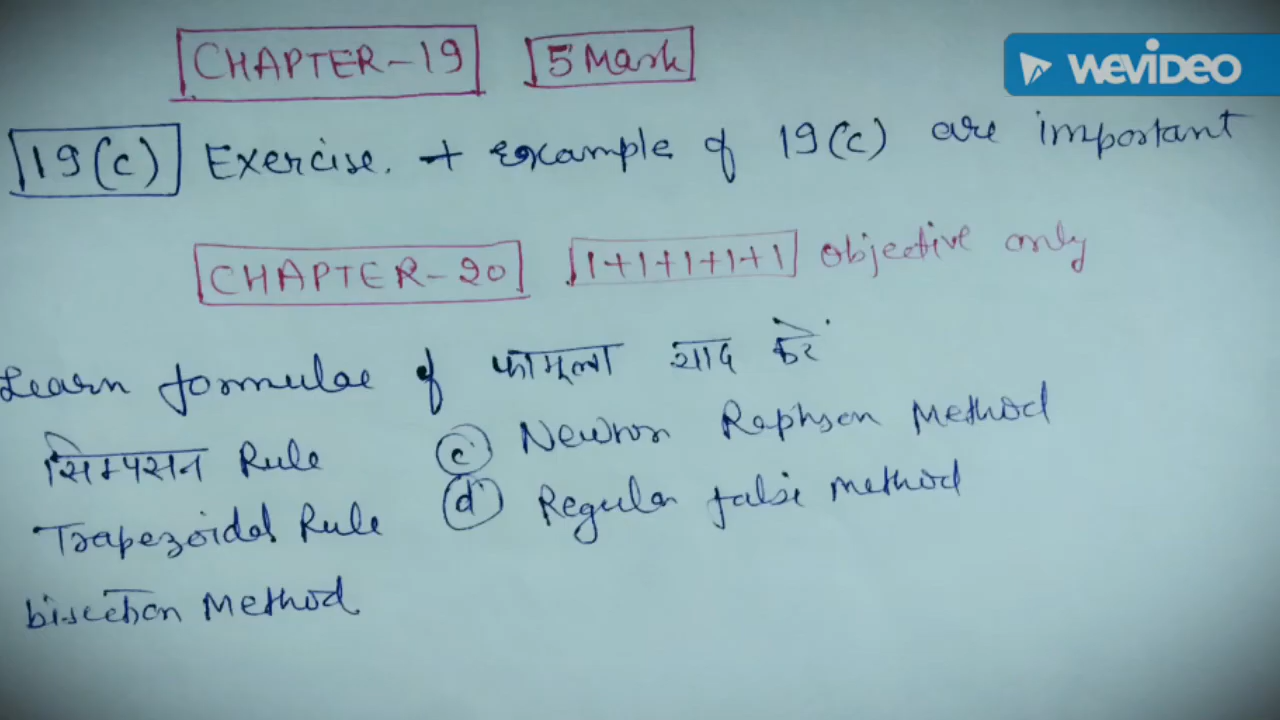 CHAPTER-19 5 Mark
WEVIDEO
19(c) Exercise. + example of 19(c) are important
CHAPTER-20 1+1+1+1+1 objective only
Learn formulae of फामूला याद करें
सिम्पसन Rule c Newton Raphson Method
Trapezoidal Rule d Regular falsi method
bisection Method